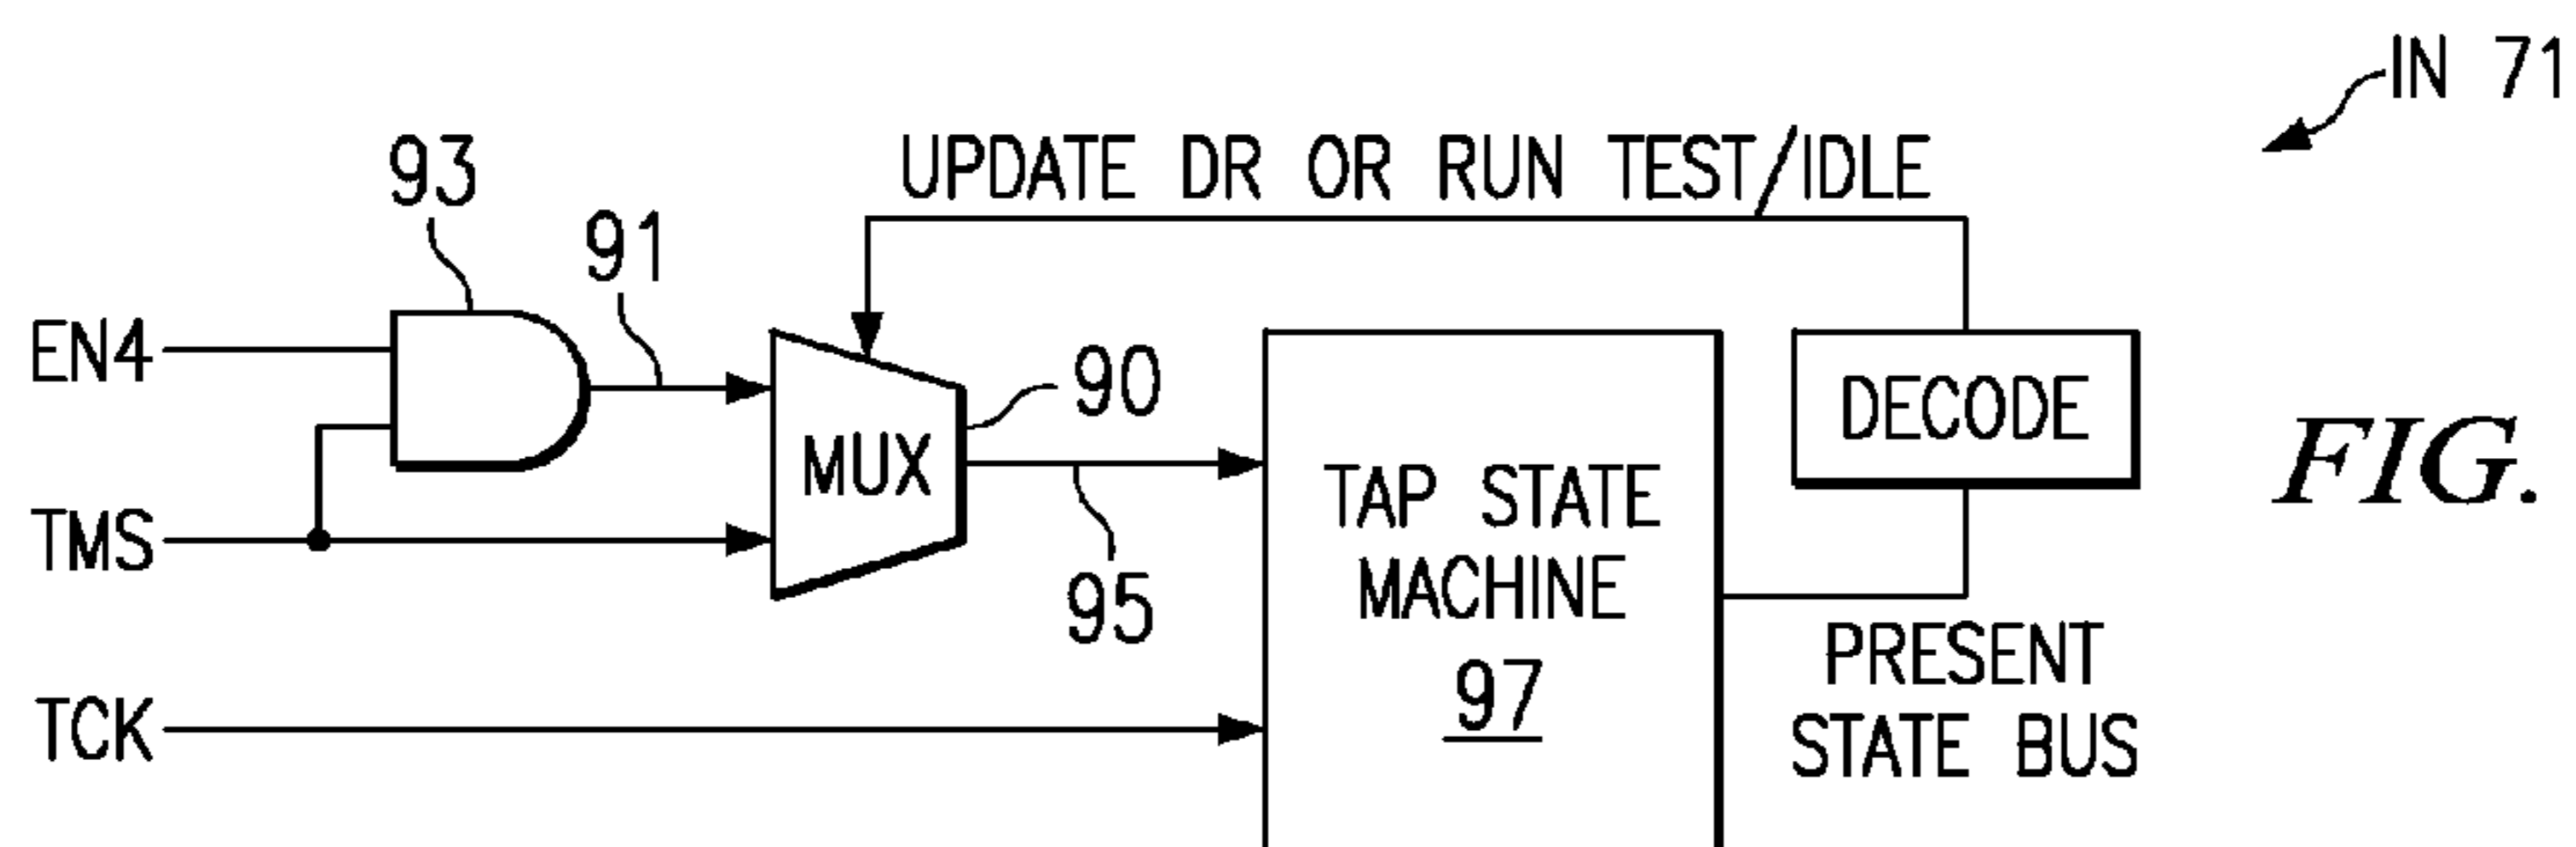 IN 71
UPDATE DR OR RUN TEST/IDLE
93
91
EN4
90
MUX
DECODE
TMS
TAP STATE
MACHINE
97
95
FIG.
TCK
PRESENT
STATE BUS